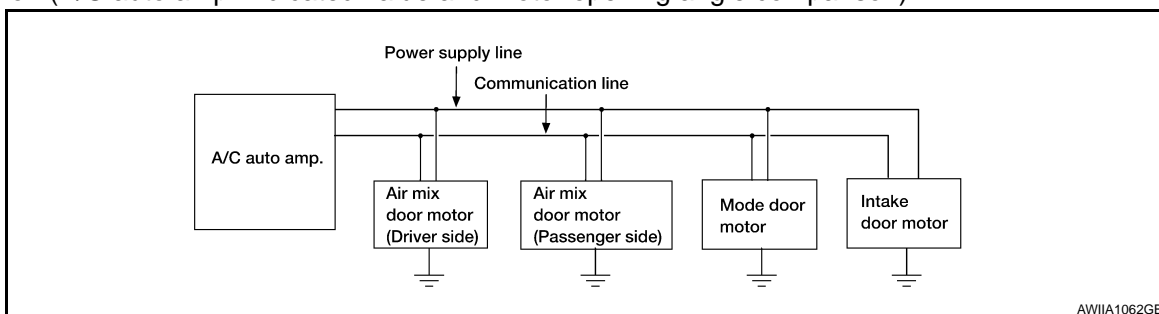 Power supply line
Communication line
A/C auto amp.
Air mix
door motor
(Driver side)
Air mix
door motor
(Passenger side)
Mode door
motor
Intake
door motor
AWIIA1062GB